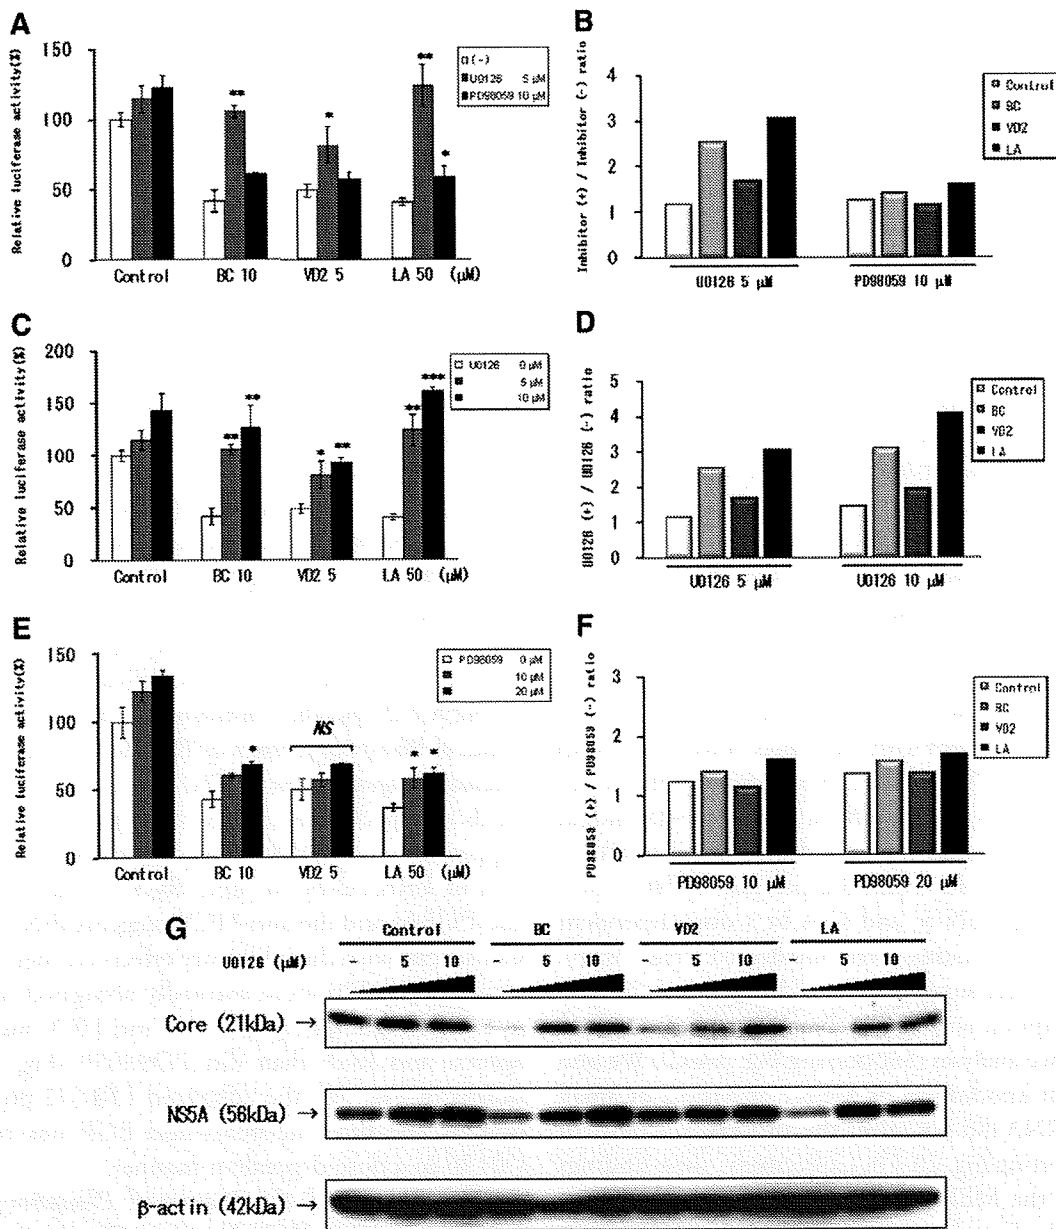 A
Relative luciferase activity(%)
150
100
50
0
□(-)
U0126 5 μM
PD98059 10 μM
**
*
**
*
Control BC 10 VD2 5 LA 50 (μM)
B
Inhibitor (+) / Inhibitor (-) ratio
4
3
2
1
0
Control
BC
VD2
LA
U0126 5 μM PD98059 10 μM
C
Relative luciferase activity(%)
200
150
100
50
0
U0126 0 μM
5 μM
10 μM
**
**
*
**
**
***
Control BC 10 VD2 5 LA 50 (μM)
D
U0126 (+) / U0126 (-) ratio
5
4
3
2
1
0
Control
BC
VD2
LA
U0126 5 μM U0126 10 μM
E
Relative luciferase activity(%)
150
100
50
0
PD98059 0 μM
10 μM
20 μM
*
NS
*
*
Control BC 10 VD2 5 LA 50 (μM)
F
PD98059 (+) / PD98059 (-) ratio
3
2
1
0
Control
BC
VD2
LA
PD98059 10 μM PD98059 20 μM
G
Control BC VD2 LA
U0126 (μM) - 5 10 - 5 10 - 5 10 - 5 10
Core (21kDa) →
NS5A (56kDa) →
β-actin (42kDa) →